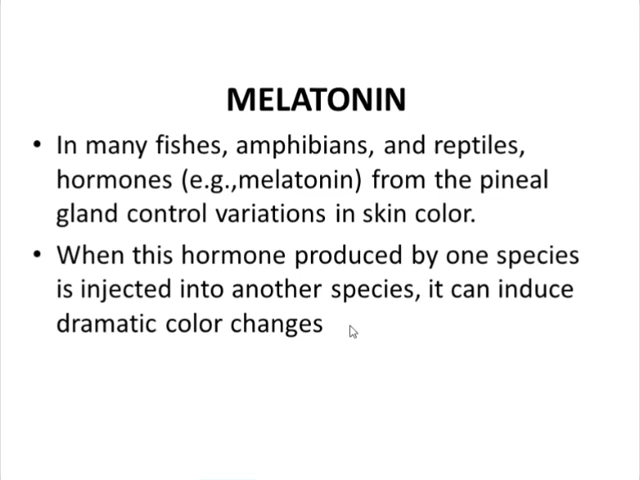 MELATONIN
• In many fishes, amphibians, and reptiles,
hormones (e.g.,melatonin) from the pineal
gland control variations in skin color.
• When this hormone produced by one species
is injected into another species, it can induce
dramatic color changes